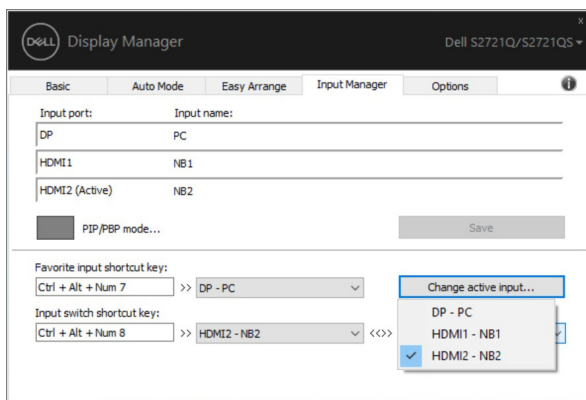 DELL Display Manager
Dell S2721Q/S2721QS
Basic Auto Mode Easy Arrange Input Manager Options
Input port: Input name:
DP PC
HDMI1 NB1
HDMI2 (Active) NB2
PIP/PBP mode... Save
Favorite input shortcut key:
Ctrl + Alt + Num 7 >> DP - PC Change active input...
Input switch shortcut key:
Ctrl + Alt + Num 8 >> HDMI2 - NB2 <<>>
DP - PC
HDMI1 - NB1
HDMI2 - NB2